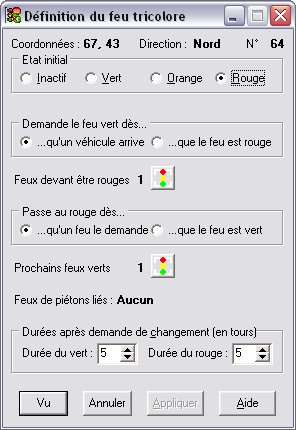 Définition du feu tricolore
Coordonnées : 67, 43 Direction : Nord N° 64
Etat initial
Inactif Vert Orange Rouge
Demande le feu vert dès...
...qu'un véhicule arrive ...que le feu est rouge
Feux devant être rouges 1
Passe au rouge dès...
...qu'un feu le demande ...que le feu est vert
Prochains feux verts 1
Feux de piétons liés : Aucun
Durées après demande de changement (en tours)
Durée du vert : 5 Durée du rouge : 5
Vu Annuler Appliquer Aide